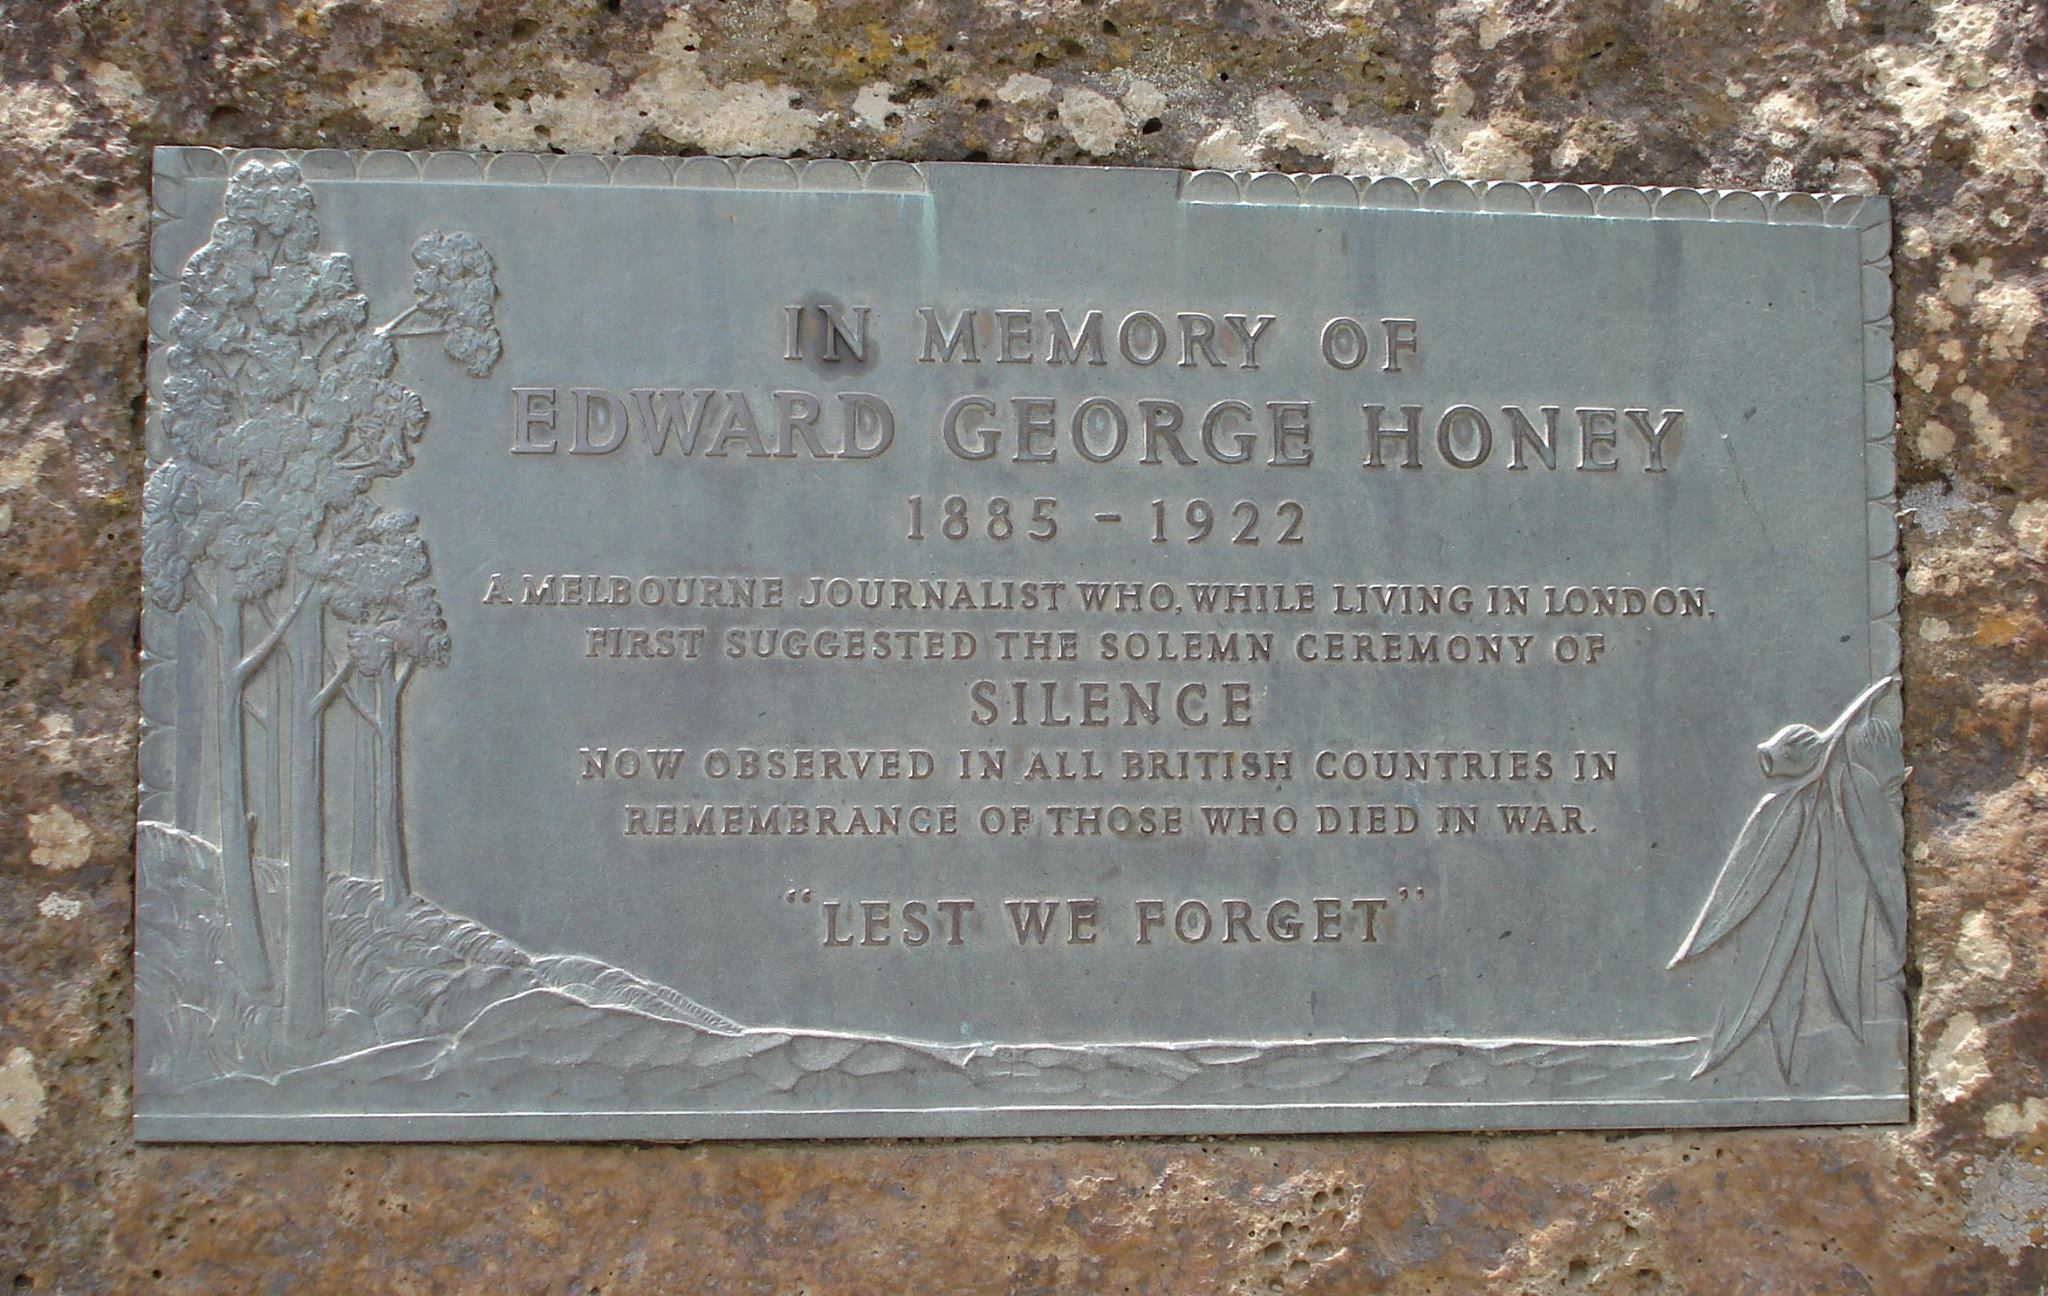 IN MEMORY OF
EDWARD GEORGE HONEY
1885 - 1922
A MELBOURNE JOURNALIST WHO, WHILE LIVING IN LONDON,
FIRST SUGGESTED THE SOLEMN CEREMONY OF
SILENCE
NOW OBSERVED IN ALL BRITISH COUNTRIES IN
REMEMBRANCE OF THOSE WHO DIED IN WAR.
“LEST WE FORGET”